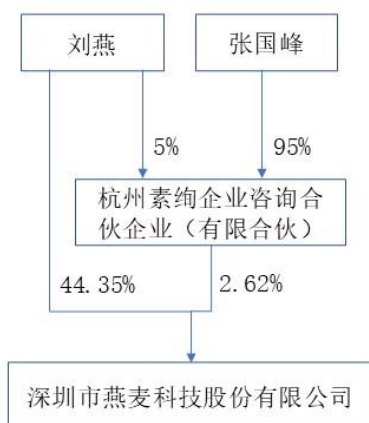 刘燕
张国峰
5%
95%
杭州素绚企业咨询合
伙企业（有限合伙）
44.35%
2.62%
深圳市燕麦科技股份有限公司